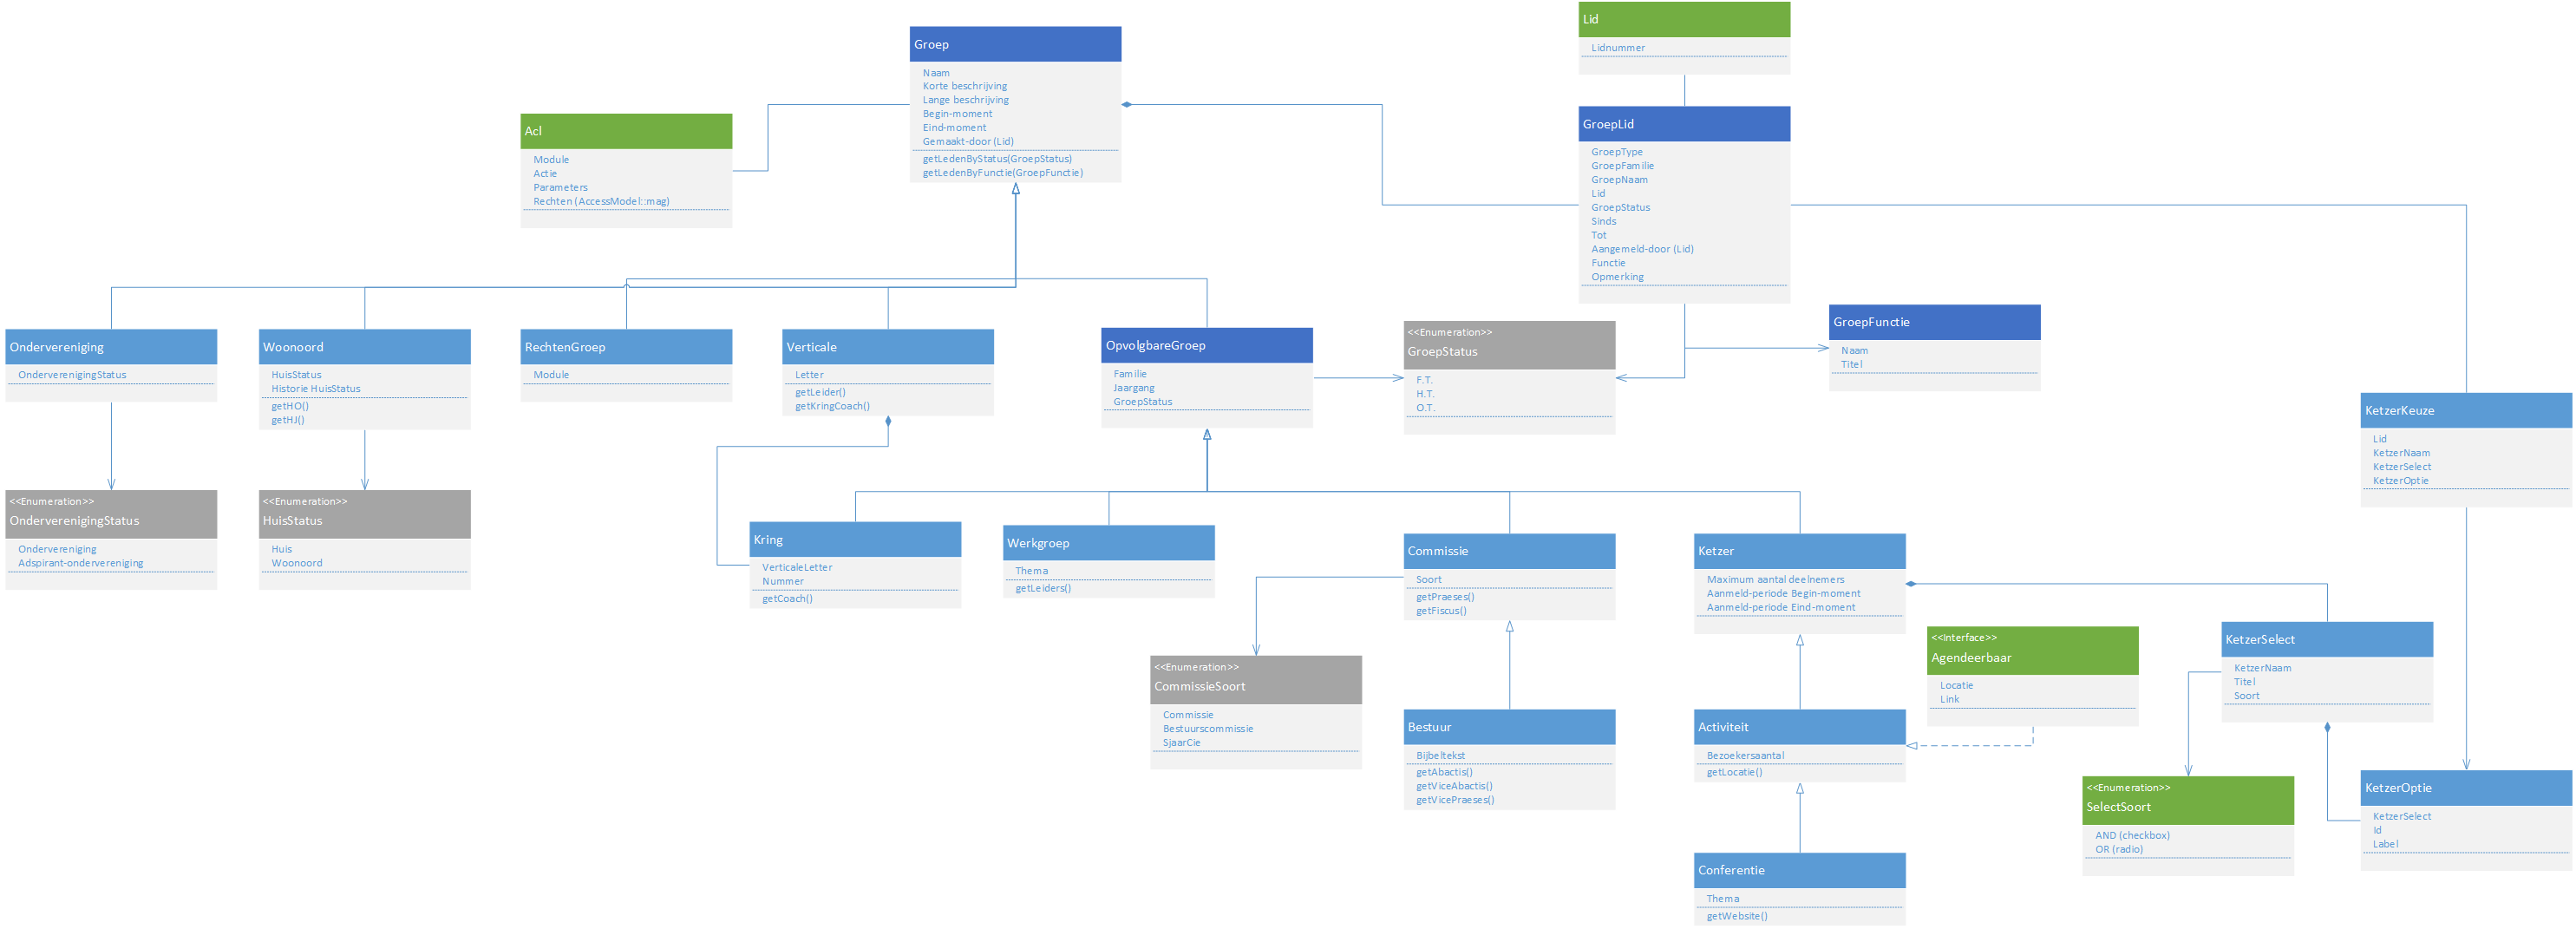 Lid
Lidnummer
Groep
Naam
Korte beschrijving
Lange beschrijving
Begin-moment
Eind-moment
Gemaakt-door (Lid)
getLedenByStatus(GroepStatus)
getLedenByFunctie(GroepFunctie)
Acl
Module
Actie
Parameters
Rechten (AccessModel::mag)
GroepLid
GroepType
GroepFamilie
GroepNaam
Lid
GroepStatus
Sinds
Tot
Aangemeld-door (Lid)
Functie
Opmerking
Ondervereniging
OnderverenigingStatus
Woonoord
HuisStatus
Historie HuisStatus
getHO()
getHJ()
RechtenGroep
Module
Verticale
Letter
getLeider()
getKringCoach()
OpvolgbareGroep
Familie
Jaargang
GroepStatus
<<Enumeration>>
GroepStatus
F.T.
H.T.
O.T.
GroepFunctie
Naam
Titel
KetzerKeuze
Lid
KetzerNaam
KetzerSelect
KetzerOptie
<<Enumeration>>
OnderverenigingStatus
Ondervereniging
Adspirant-ondervereniging
<<Enumeration>>
HuisStatus
Huis
Woonoord
Kring
VerticaleLetter
Nummer
getCoach()
Werkgroep
Thema
getLeiders()
Commissie
Soort
getPraeses()
getFiscus()
Ketzer
Maximum aantal deelnemers
Aanmeld-periode Begin-moment
Aanmeld-periode Eind-moment
<<Enumeration>>
CommissieSoort
Commissie
Bestuurscommissie
SjaarCie
Bestuur
Bijbeltekst
getAbactis()
getViceAbactis()
getVicePraeses()
Activiteit
Bezoekersaantal
getLocatie()
<<Interface>>
Agendeerbaar
Locatie
Link
KetzerSelect
KetzerNaam
Titel
Soort
<<Enumeration>>
SelectSoort
AND (checkbox)
OR (radio)
KetzerOptie
KetzerSelect
Id
Label
Conferentie
Thema
getWebsite()